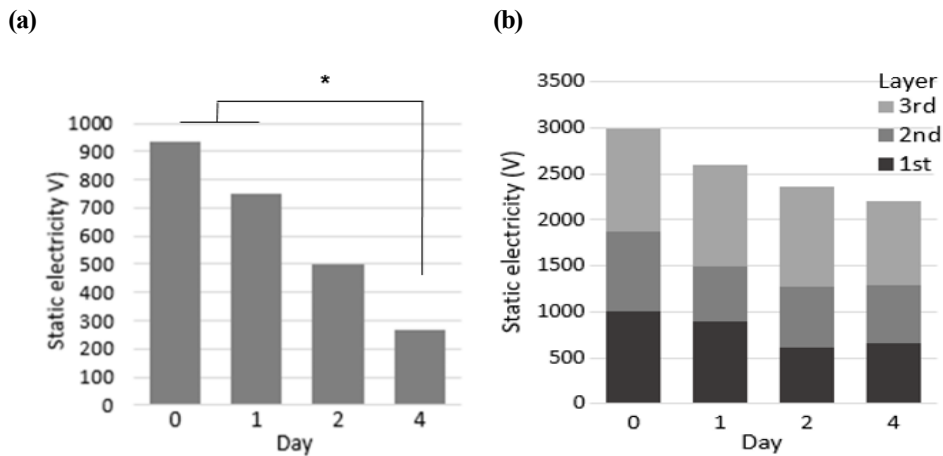 (a)
*
1000
900
800
700
600
500
400
300
200
100
0
Static electricity V)
0 1 2 4
Day
(b)
3500
3000
2500
2000
1500
1000
500
0
Static electricity (V)
Layer
3rd
2nd
1st
0 1 2 4
Day